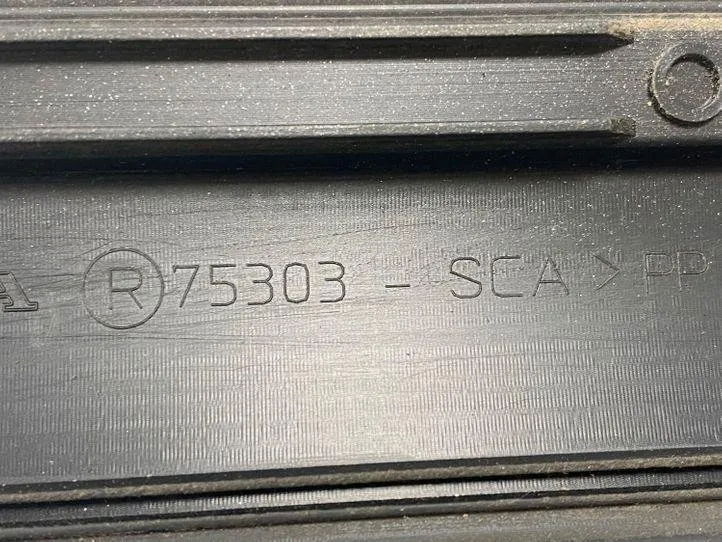 A Ⓡ 75303 - SCA > PP